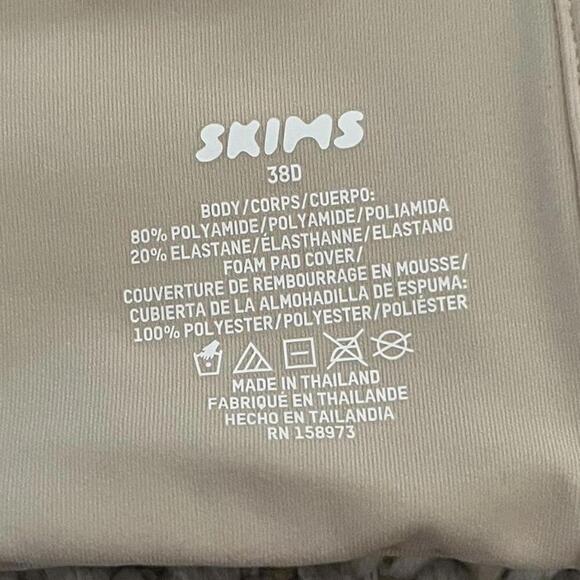 SKIMS
38D
BODY/CORPS/CUERPO:
80% POLYAMIDE/POLYAMIDE/POLIAMIDA
20% ELASTANE/ÉLASTHANNE/ELASTANO
FOAM PAD COVER/
COUVERTURE DE REMBOURRAGE EN MOUSSE/
CUBIERTA DE LA ALMOHADILLA DE ESPUMA:
100% POLYESTER/POLYESTER/POLIÉSTER
MADE IN THAILAND
FABRIQUÉ EN THAILANDE
HECHO EN TAILANDIA
RN 158973